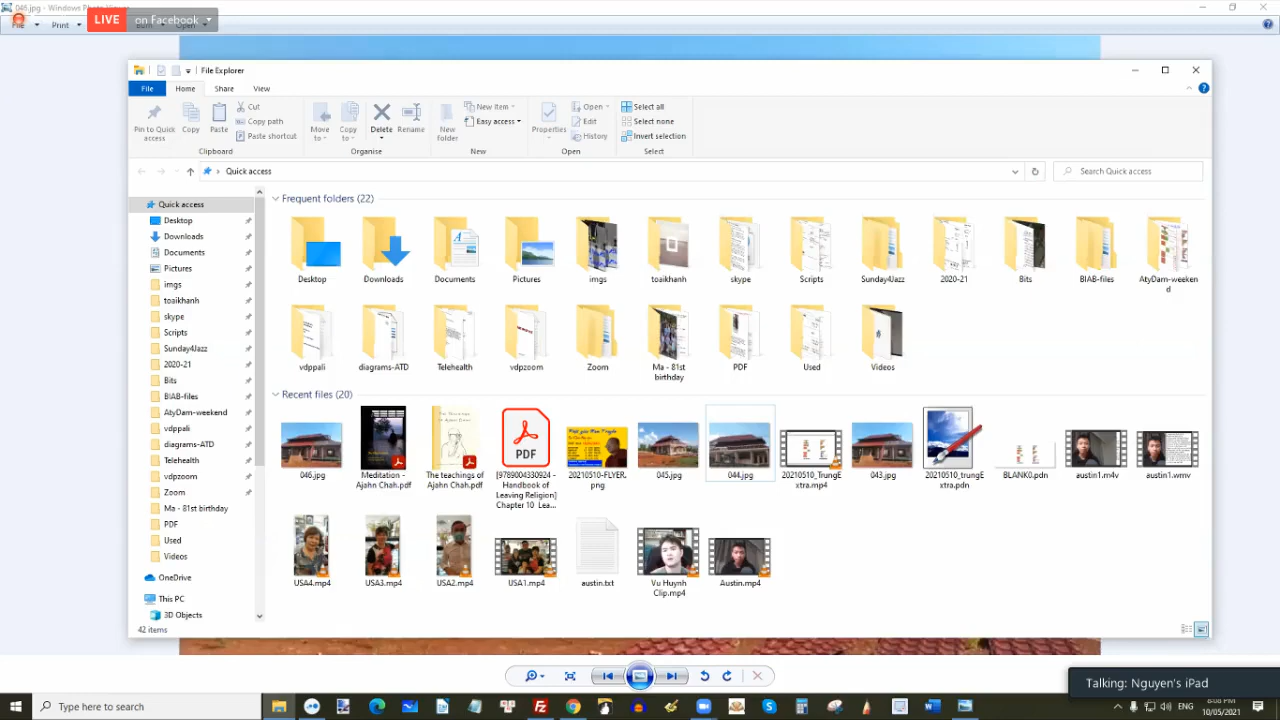 046.jpg - Windows Photo Viewer
File Print
LIVE on Facebook
File Explorer
File Home Share View
Pin to Quick access
Copy
Paste
Cut
Copy path
Paste shortcut
Move to
Copy to
Delete
Rename
New folder
New item
Easy access
Properties
Open
Edit
History
Select all
Select none
Invert selection
Clipboard Organise New Open Select
Quick access
Search Quick access
Quick access
Desktop
Downloads
Documents
Pictures
imgs
toaikhanh
skype
Scripts
Sunday4Jazz
2020-21
Bits
BIAB-files
AtyDam-weekend
vdppali
diagrams-ATD
Telehealth
vdpzoom
Zoom
Ma - 81st birthday
PDF
Used
Videos
OneDrive
This PC
3D Objects
Frequent folders (22)
Desktop Downloads Documents Pictures imgs toaikhanh skype Scripts Sunday4Jazz 2020-21 Bits BIAB-files AtyDam-weeken
d
vdppali diagrams-ATD Telehealth vdpzoom Zoom Ma - 81st PDF Used Videos
birthday
Recent files (20)
PDF
046.jpg
Meditation -
Ajahn Chah.pdf
The teachings of
Ajahn Chah.pdf
[9789004330924 -
Handbook of
Leaving Religion]
Chapter 10 Lea...
20210510-FLYER.
png
045.jpg
044.jpg
20210510_TrungE
xtra.mp4
043.jpg
20210510_trungE
xtra.pdn
BLANK0.pdn
austin1.m4v
austin1.wmv
USA4.mp4
USA3.mp4
USA2.mp4
USA1.mp4
austin.txt
Vu Huynh
Clip.mp4
Austin.mp4
42 items
Talking: Nguyen's iPad
Type here to search
8:08 PM
10/05/2021